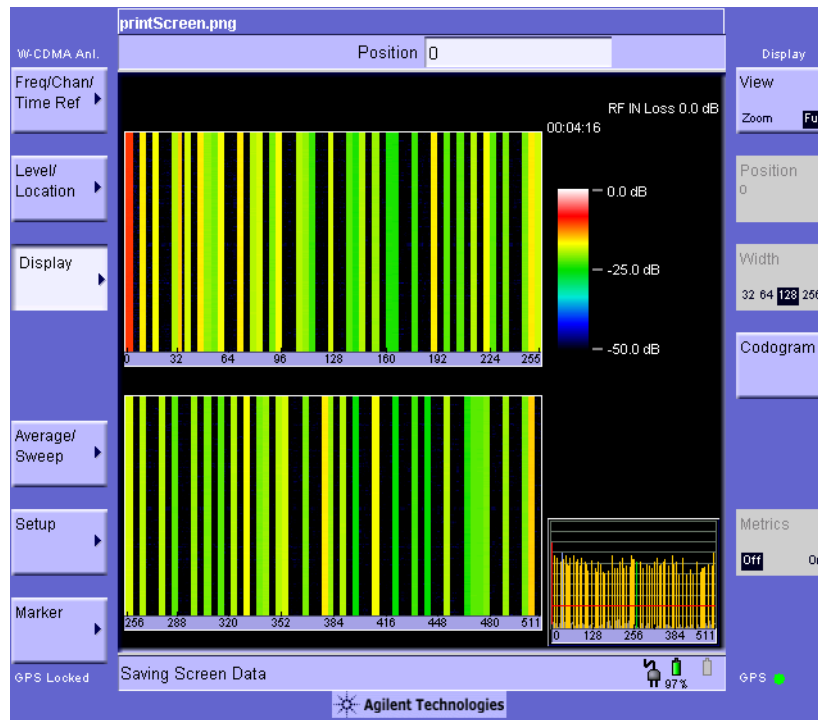 printScreen.png
W-CDMA Anl.
Position 0
Display
Freq/Chan/
Time Ref
Level/
Location
Display
Average/
Sweep
Setup
Marker
GPS Locked
RF IN Loss 0.0 dB
00:04:16
0.0 dB
-25.0 dB
-50.0 dB
0 32 64 96 128 160 192 224 255
256 288 320 352 384 416 448 480 511
0 128 256 384 511
View
Zoom Fu
Position
0
Width
32 64 128 256
Codogram
Metrics
Off On
Saving Screen Data
97%
GPS
Agilent Technologies